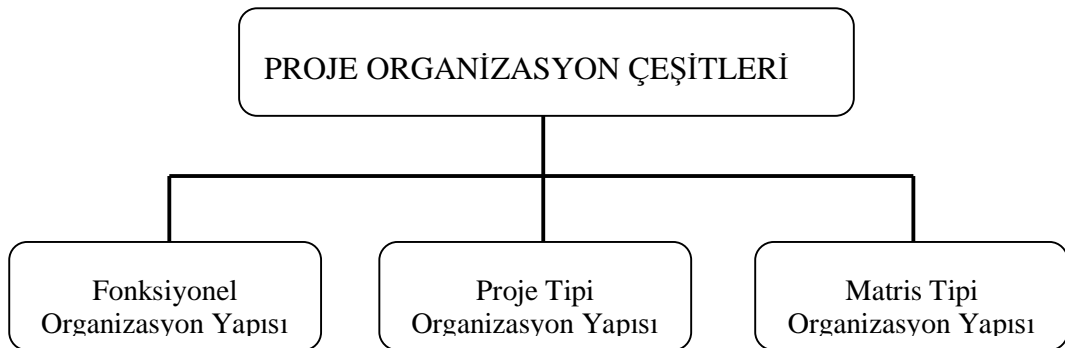 PROJE ORGANİZASYON ÇEŞİTLERİ
Fonksiyonel
Organizasyon Yapısı
Proje Tipi
Organizasyon Yapısı
Matris Tipi
Organizasyon Yapısı